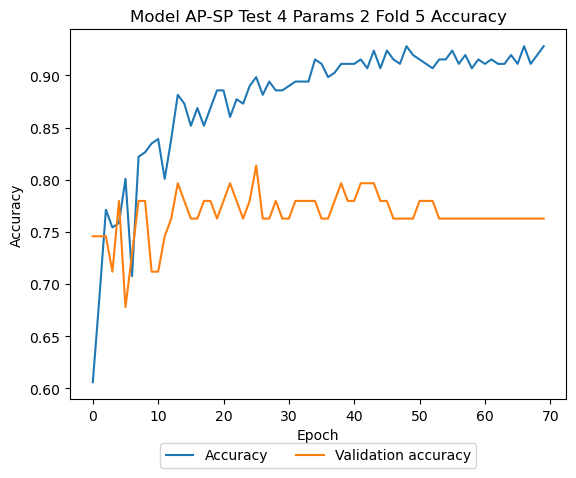 Model AP-SP Test 4 Params 2 Fold 5 Accuracy
Accuracy
0.90
0.85
0.80
0.75
0.70
0.65
0.60
0 10 20 30 40 50 60 70
Epoch
Accuracy Validation accuracy